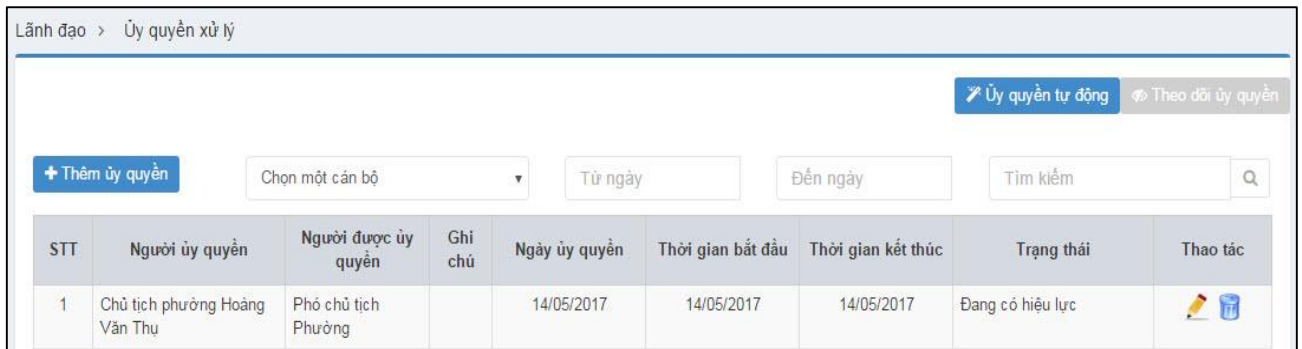 Lãnh đạo > Ủy quyền xử lý
Ủy quyền tự động Theo dõi ủy quyền
Thêm ủy quyền Chọn một cán bộ Từ ngày Đến ngày Tìm kiếm
STT Người ủy quyền Người được ủy quyền Ghi chú Ngày ủy quyền Thời gian bắt đầu Thời gian kết thúc Trạng thái Thao tác
1 Chủ tịch phường Hoàng Văn Thụ Phó chủ tịch Phường 14/05/2017 14/05/2017 14/05/2017 Đang có hiệu lực